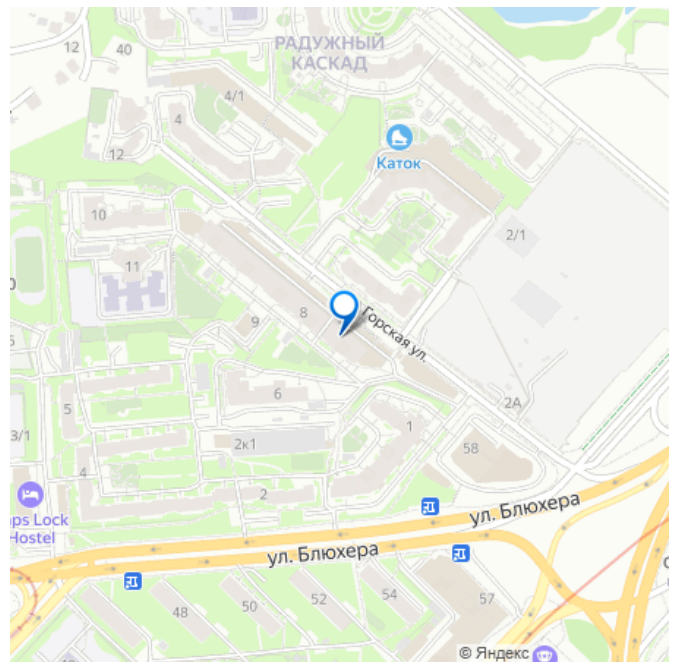 12
40
РАДУЖНЫЙ
КАСКАД
4/1
4
12
Каток
10
2/1
11
8
Горская ул.
9
6
2А
5
1
2к1
58
3/1
4
2
ps Lock
Hostel
ул. Блюхера
ул. Блюхера
48
50
52
54
57
© Яндекс